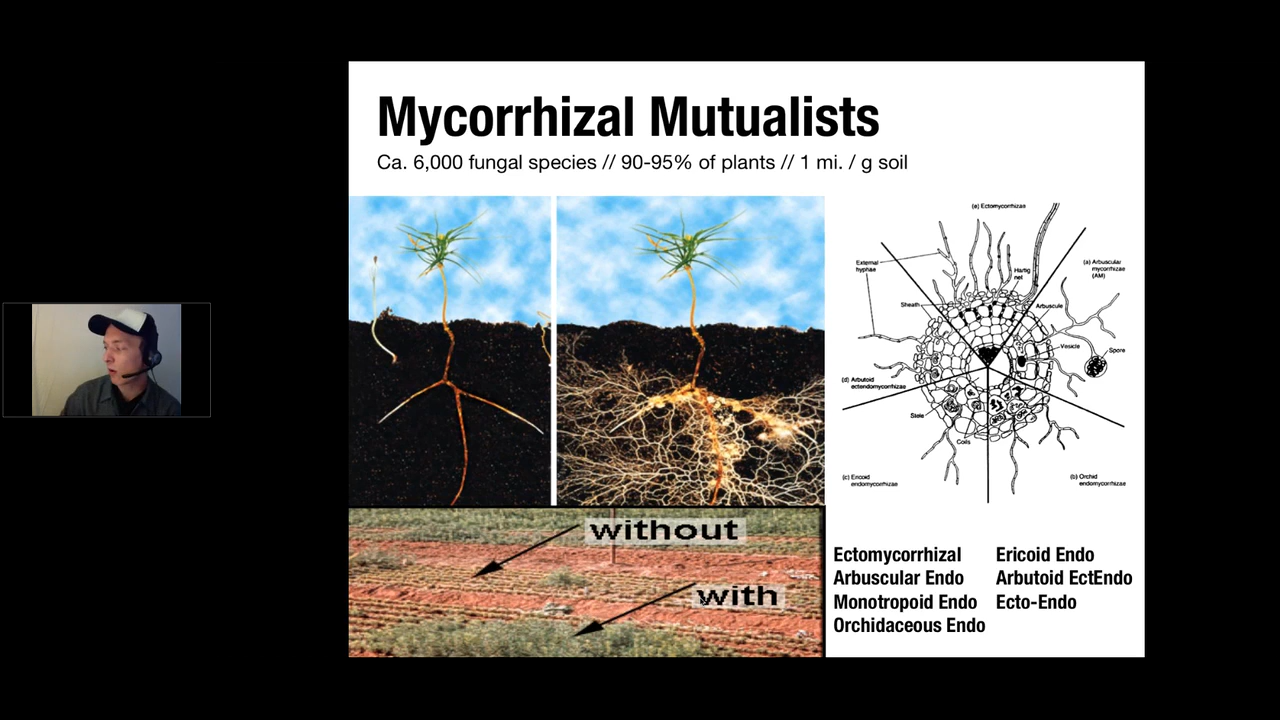 Mycorrhizal Mutualists
Ca. 6,000 fungal species // 90-95% of plants // 1 mi. / g soil
(e) Ectomycorrhizas
External
hyphae
Hartig
net
(a) Arbuscular
mycorrhizae
(AM)
Sheath
Arbuscule
Vesicle
Spore
(d) Arbutoid
ectendomycorrhizae
Stele
Coils
(c) Ericoid
endomycorrhizae
(b) Orchid
endomycorrhizae
without
with
Ectomycorrhizal
Arbuscular Endo
Monotropoid Endo
Orchidaceous Endo
Ericoid Endo
Arbutoid EctEndo
Ecto-Endo